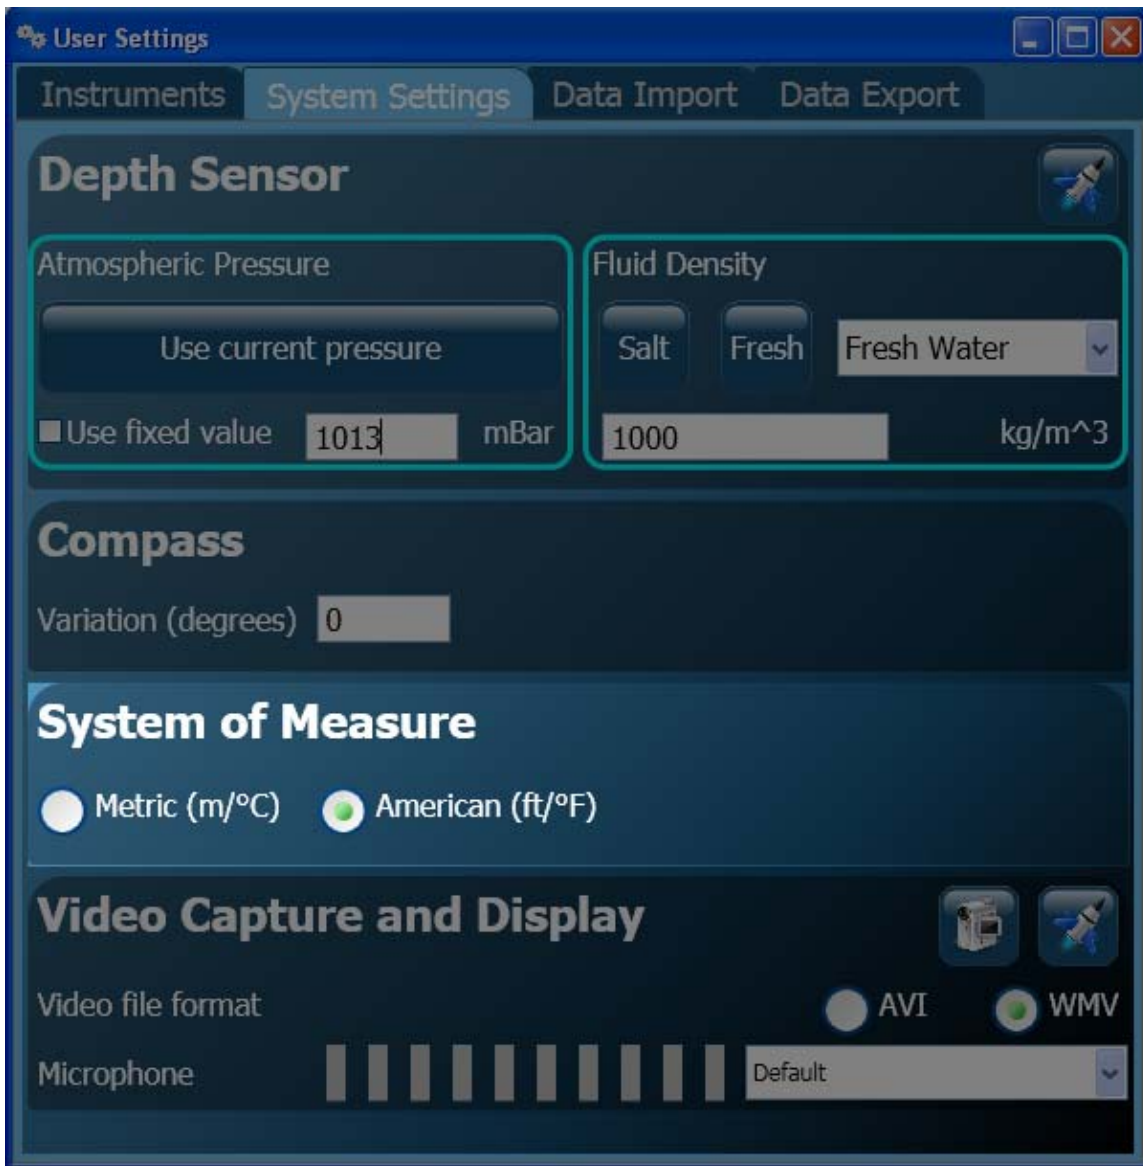 User Settings
Instruments System Settings Data Import Data Export
Depth Sensor
Atmospheric Pressure
Use current pressure
Use fixed value 1013 mBar
Fluid Density
Salt Fresh Fresh Water
1000 kg/m^3
Compass
Variation (degrees) 0
System of Measure
Metric (m/°C) American (ft/°F)
Video Capture and Display
Video file format AVI WMV
Microphone Default